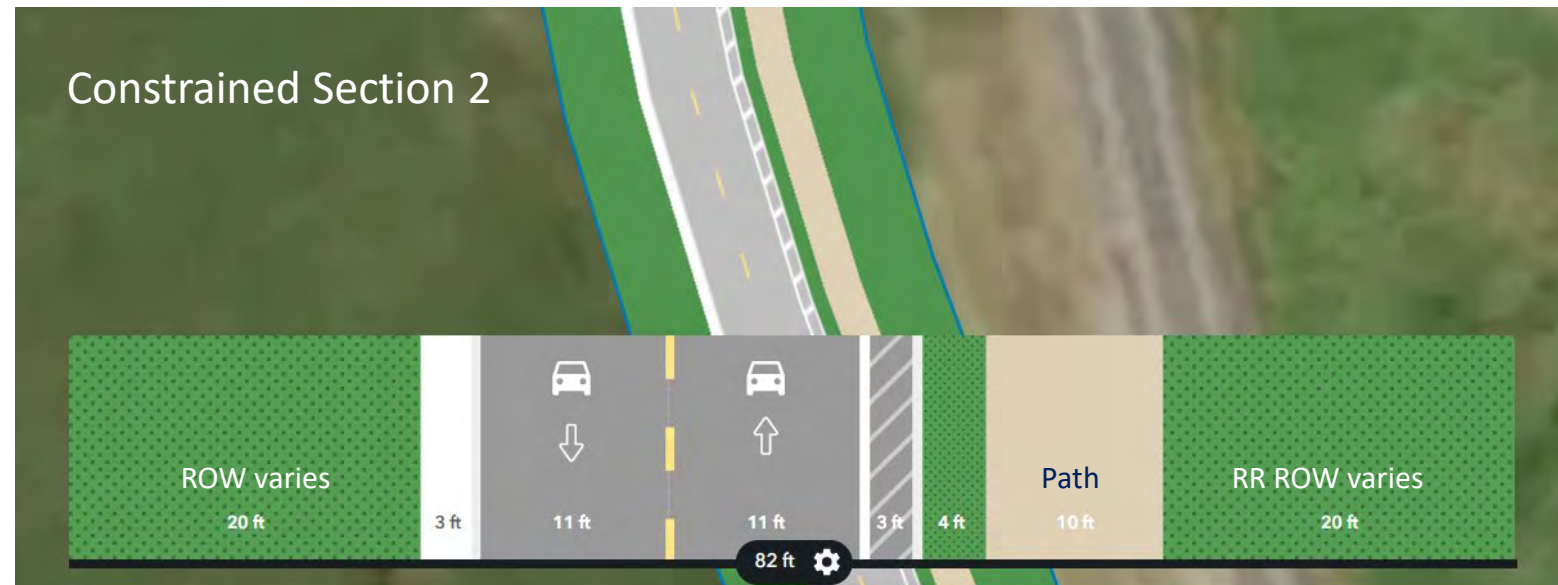 Constrained Section 2
ROW varies
Path
RR ROW varies
20 ft
3 ft
11 ft
11 ft
3 ft
4 ft
10 ft
20 ft
82 ft